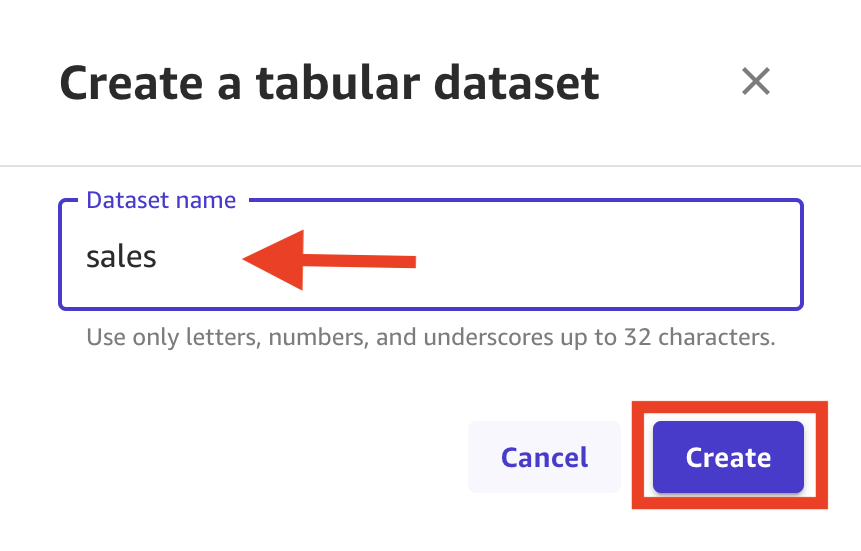 Create a tabular dataset
Dataset name
sales
Use only letters, numbers, and underscores up to 32 characters.
Cancel
Create